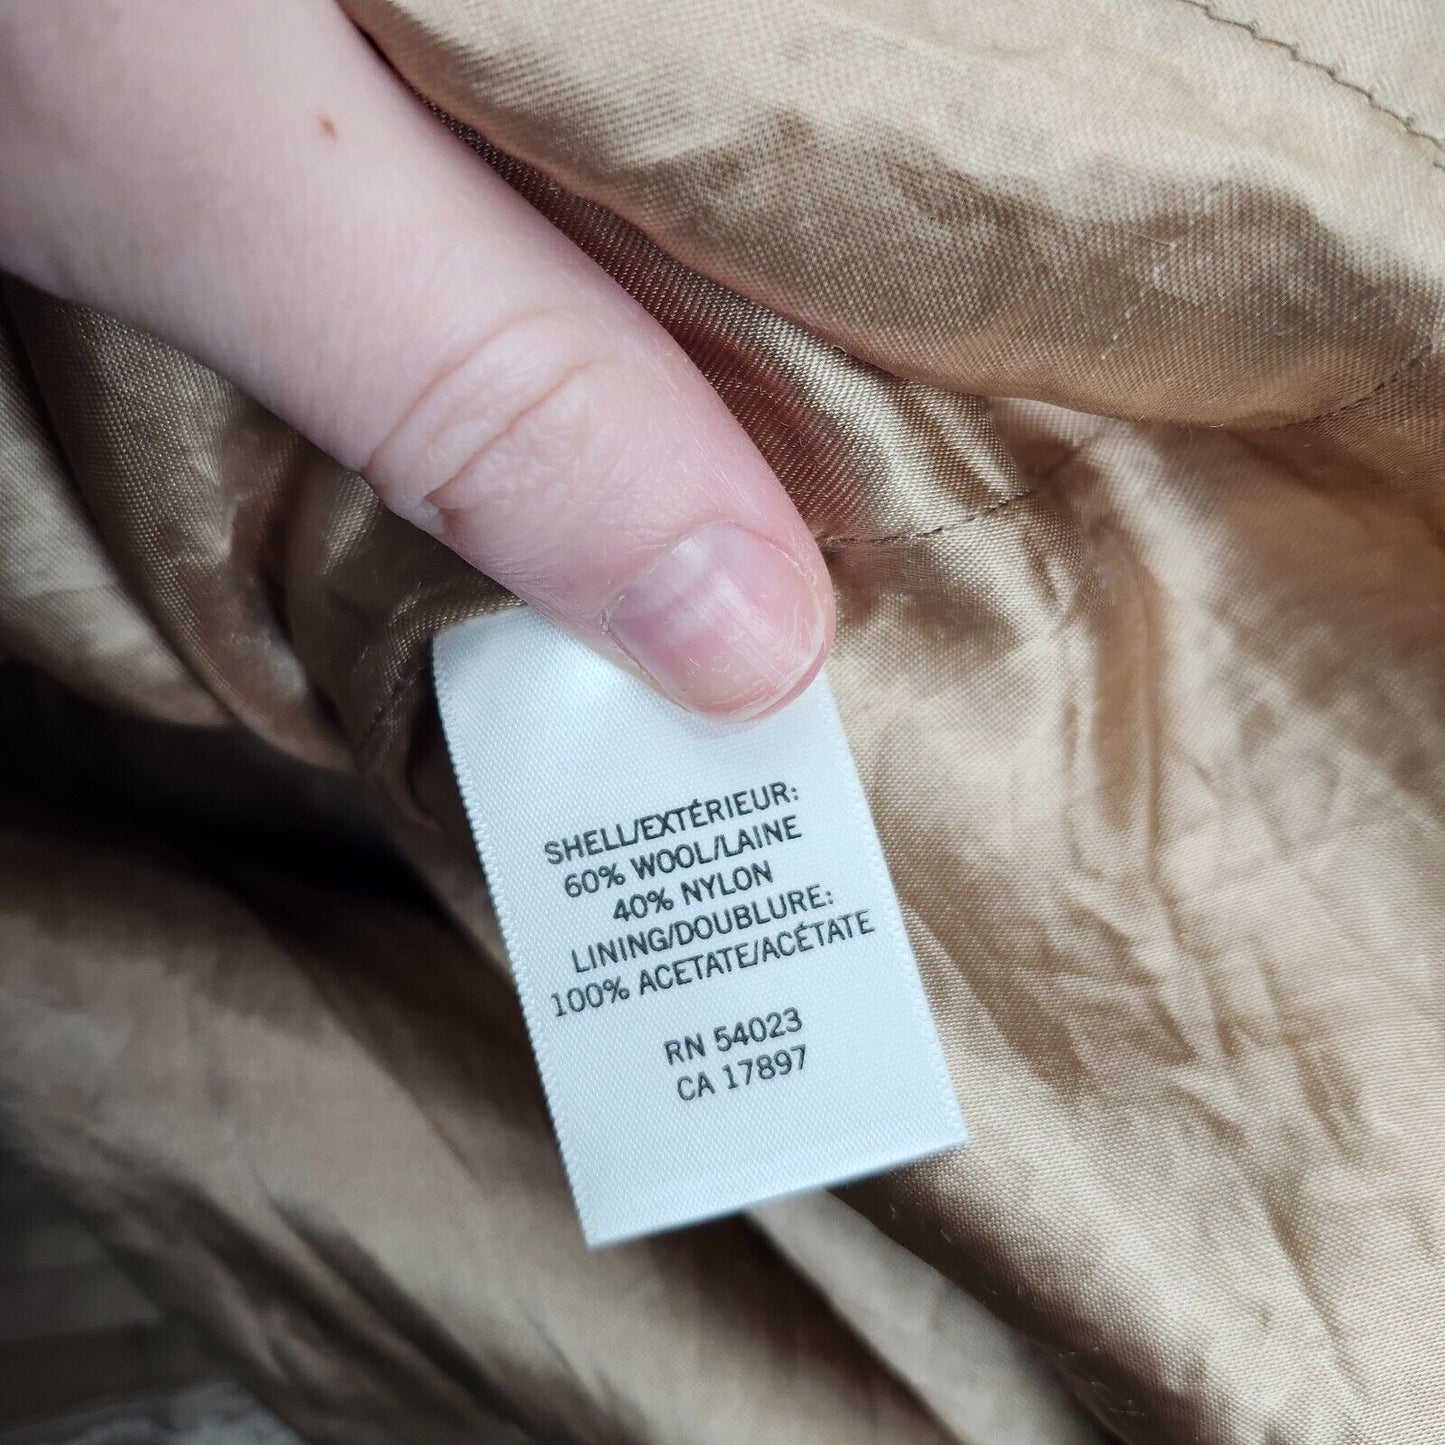 SHELL/EXTÉRIEUR:
60% WOOL/LAINE
40% NYLON
LINING/DOUBLURE:
100% ACETATE/ACÉTATE
RN 54023
CA 17897